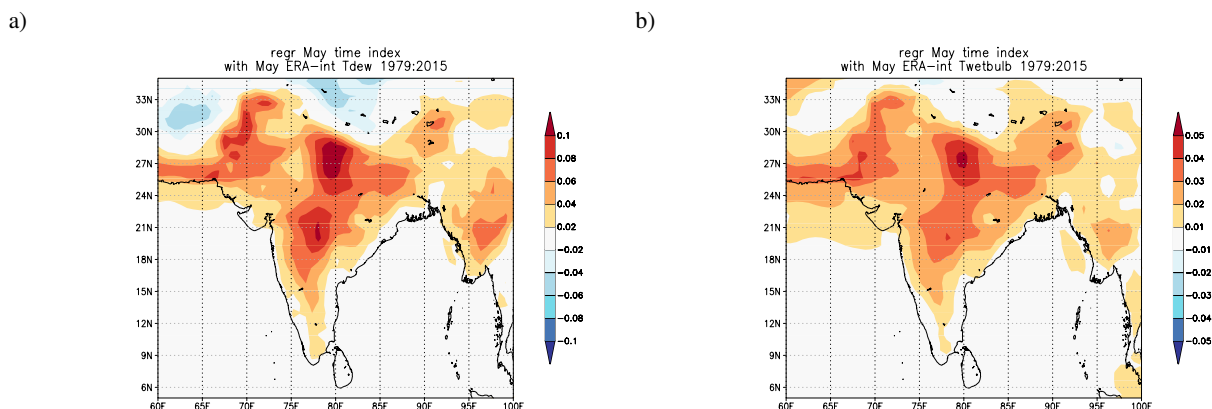 a)
regr May time index
with May ERA-int Tdew 1979:2015
33N
30N
27N
24N
21N
18N
15N
12N
9N
6N
60E 65E 70E 75E 80E 85E 90E 95E 100E
0.1
0.08
0.06
0.04
0.02
-0.02
-0.04
-0.06
-0.08
-0.1
b)
regr May time index
with May ERA-int Twetbulb 1979:2015
33N
30N
27N
24N
21N
18N
15N
12N
9N
6N
60E 65E 70E 75E 80E 85E 90E 95E 100E
0.05
0.04
0.03
0.02
0.01
-0.01
-0.02
-0.03
-0.04
-0.05